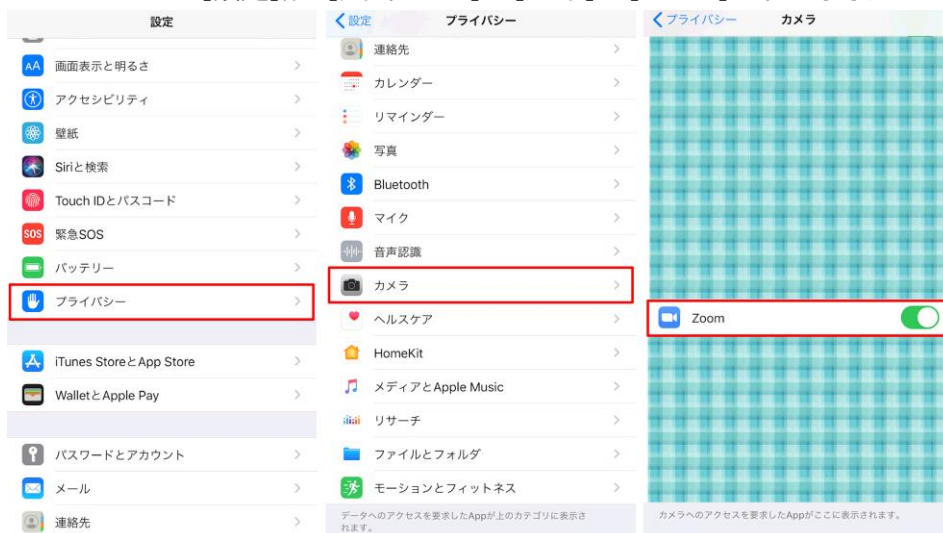 設定
画面表示と明るさ
アクセシビリティ
壁紙
Siriと検索
Touch IDとパスコード
SOS
緊急SOS
バッテリー
プライバシー
iTunes StoreとApp Store
WalletとApple Pay
パスワードとアカウント
メール
連絡先
設定
プライバシー
連絡先
カレンダー
リマインダー
写真
Bluetooth
マイク
音声認識
カメラ
ヘルスケア
HomeKit
メディアとApple Music
リサーチ
ファイルとフォルダ
モーションとフィットネス
データへのアクセスを要求したAppが上のカテゴリに表示さ
れます。
プライバシー
カメラ
Zoom
カメラへのアクセスを要求したAppがここに表示されます。